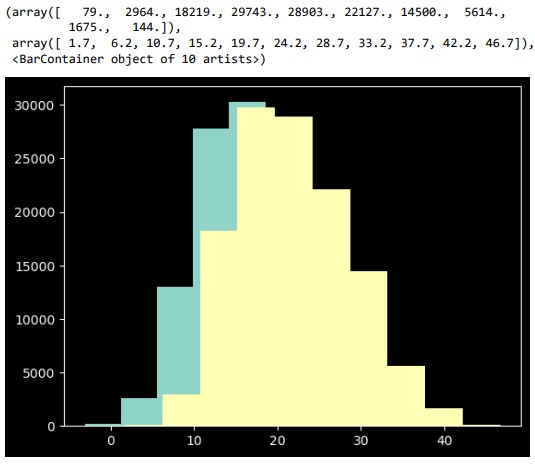 (array([   79.,  2964., 18219., 29743., 28903., 22127., 14500.,  5614.,
         1675.,   144.]),
 array([ 1.7,  6.2, 10.7, 15.2, 19.7, 24.2, 28.7, 33.2, 37.7, 42.2, 46.7]),
 <BarContainer object of 10 artists>)
30000
25000
20000
15000
10000
5000
0
0 10 20 30 40